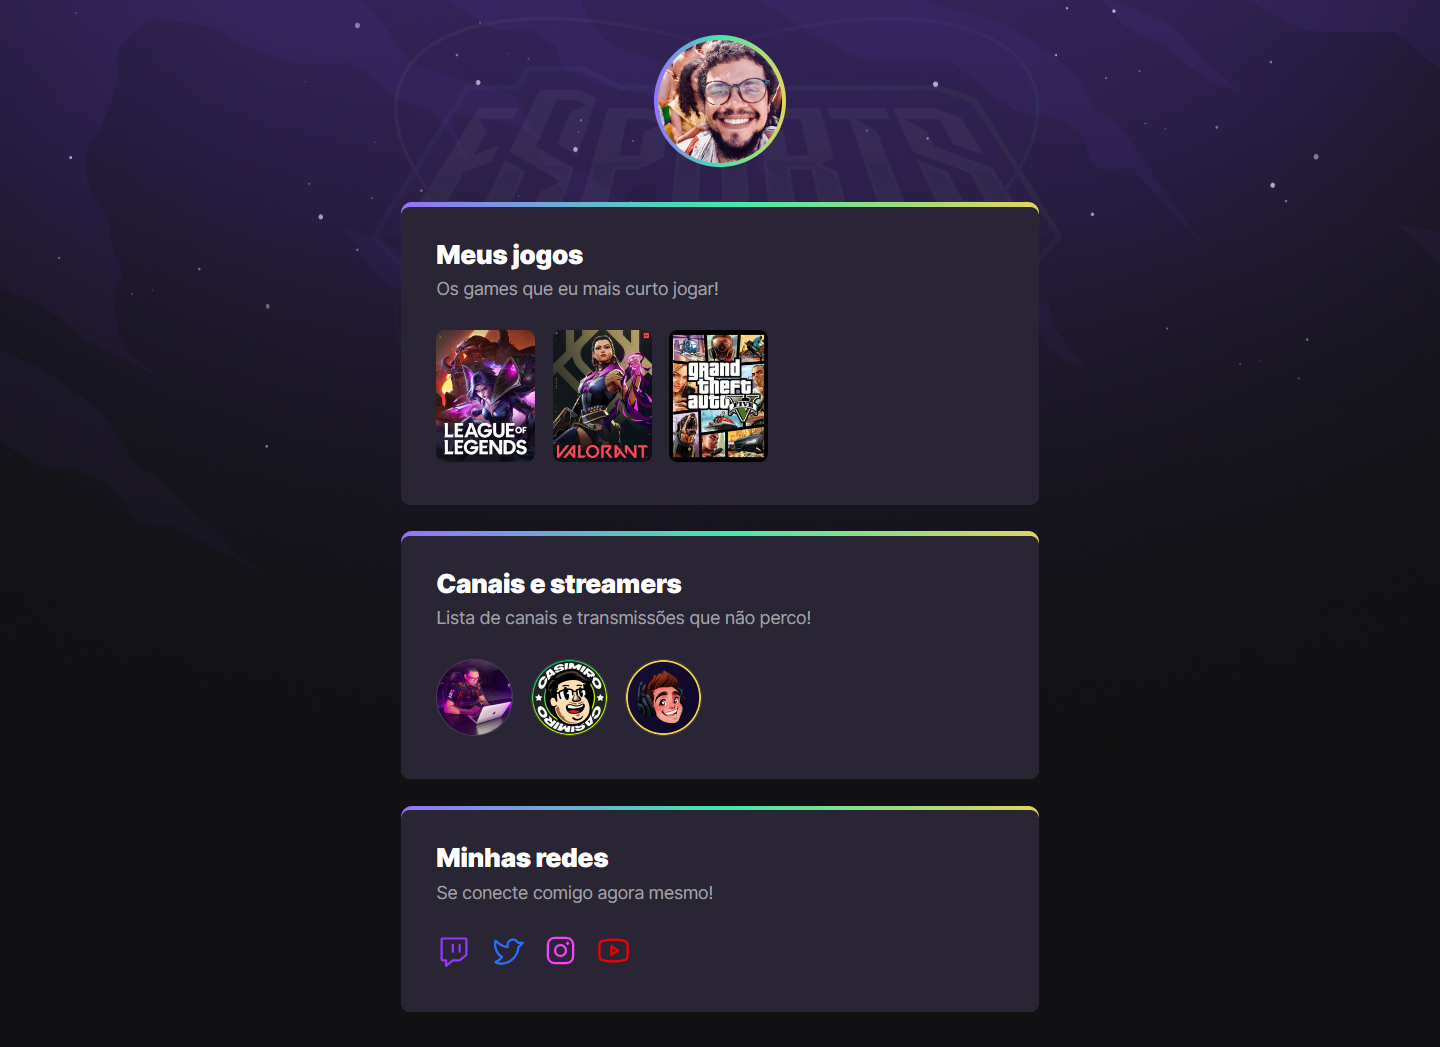 ESPORTS
Meus jogos
Os games que eu mais curto jogar!
LEAGUE OF
LEGENDS
VALORANT
grand
theft
auto
FIVE
Canais e streamers
Lista de canais e transmissões que não perco!
CASIMIRO
CASIMIRO
Minhas redes
Se conecte comigo agora mesmo!